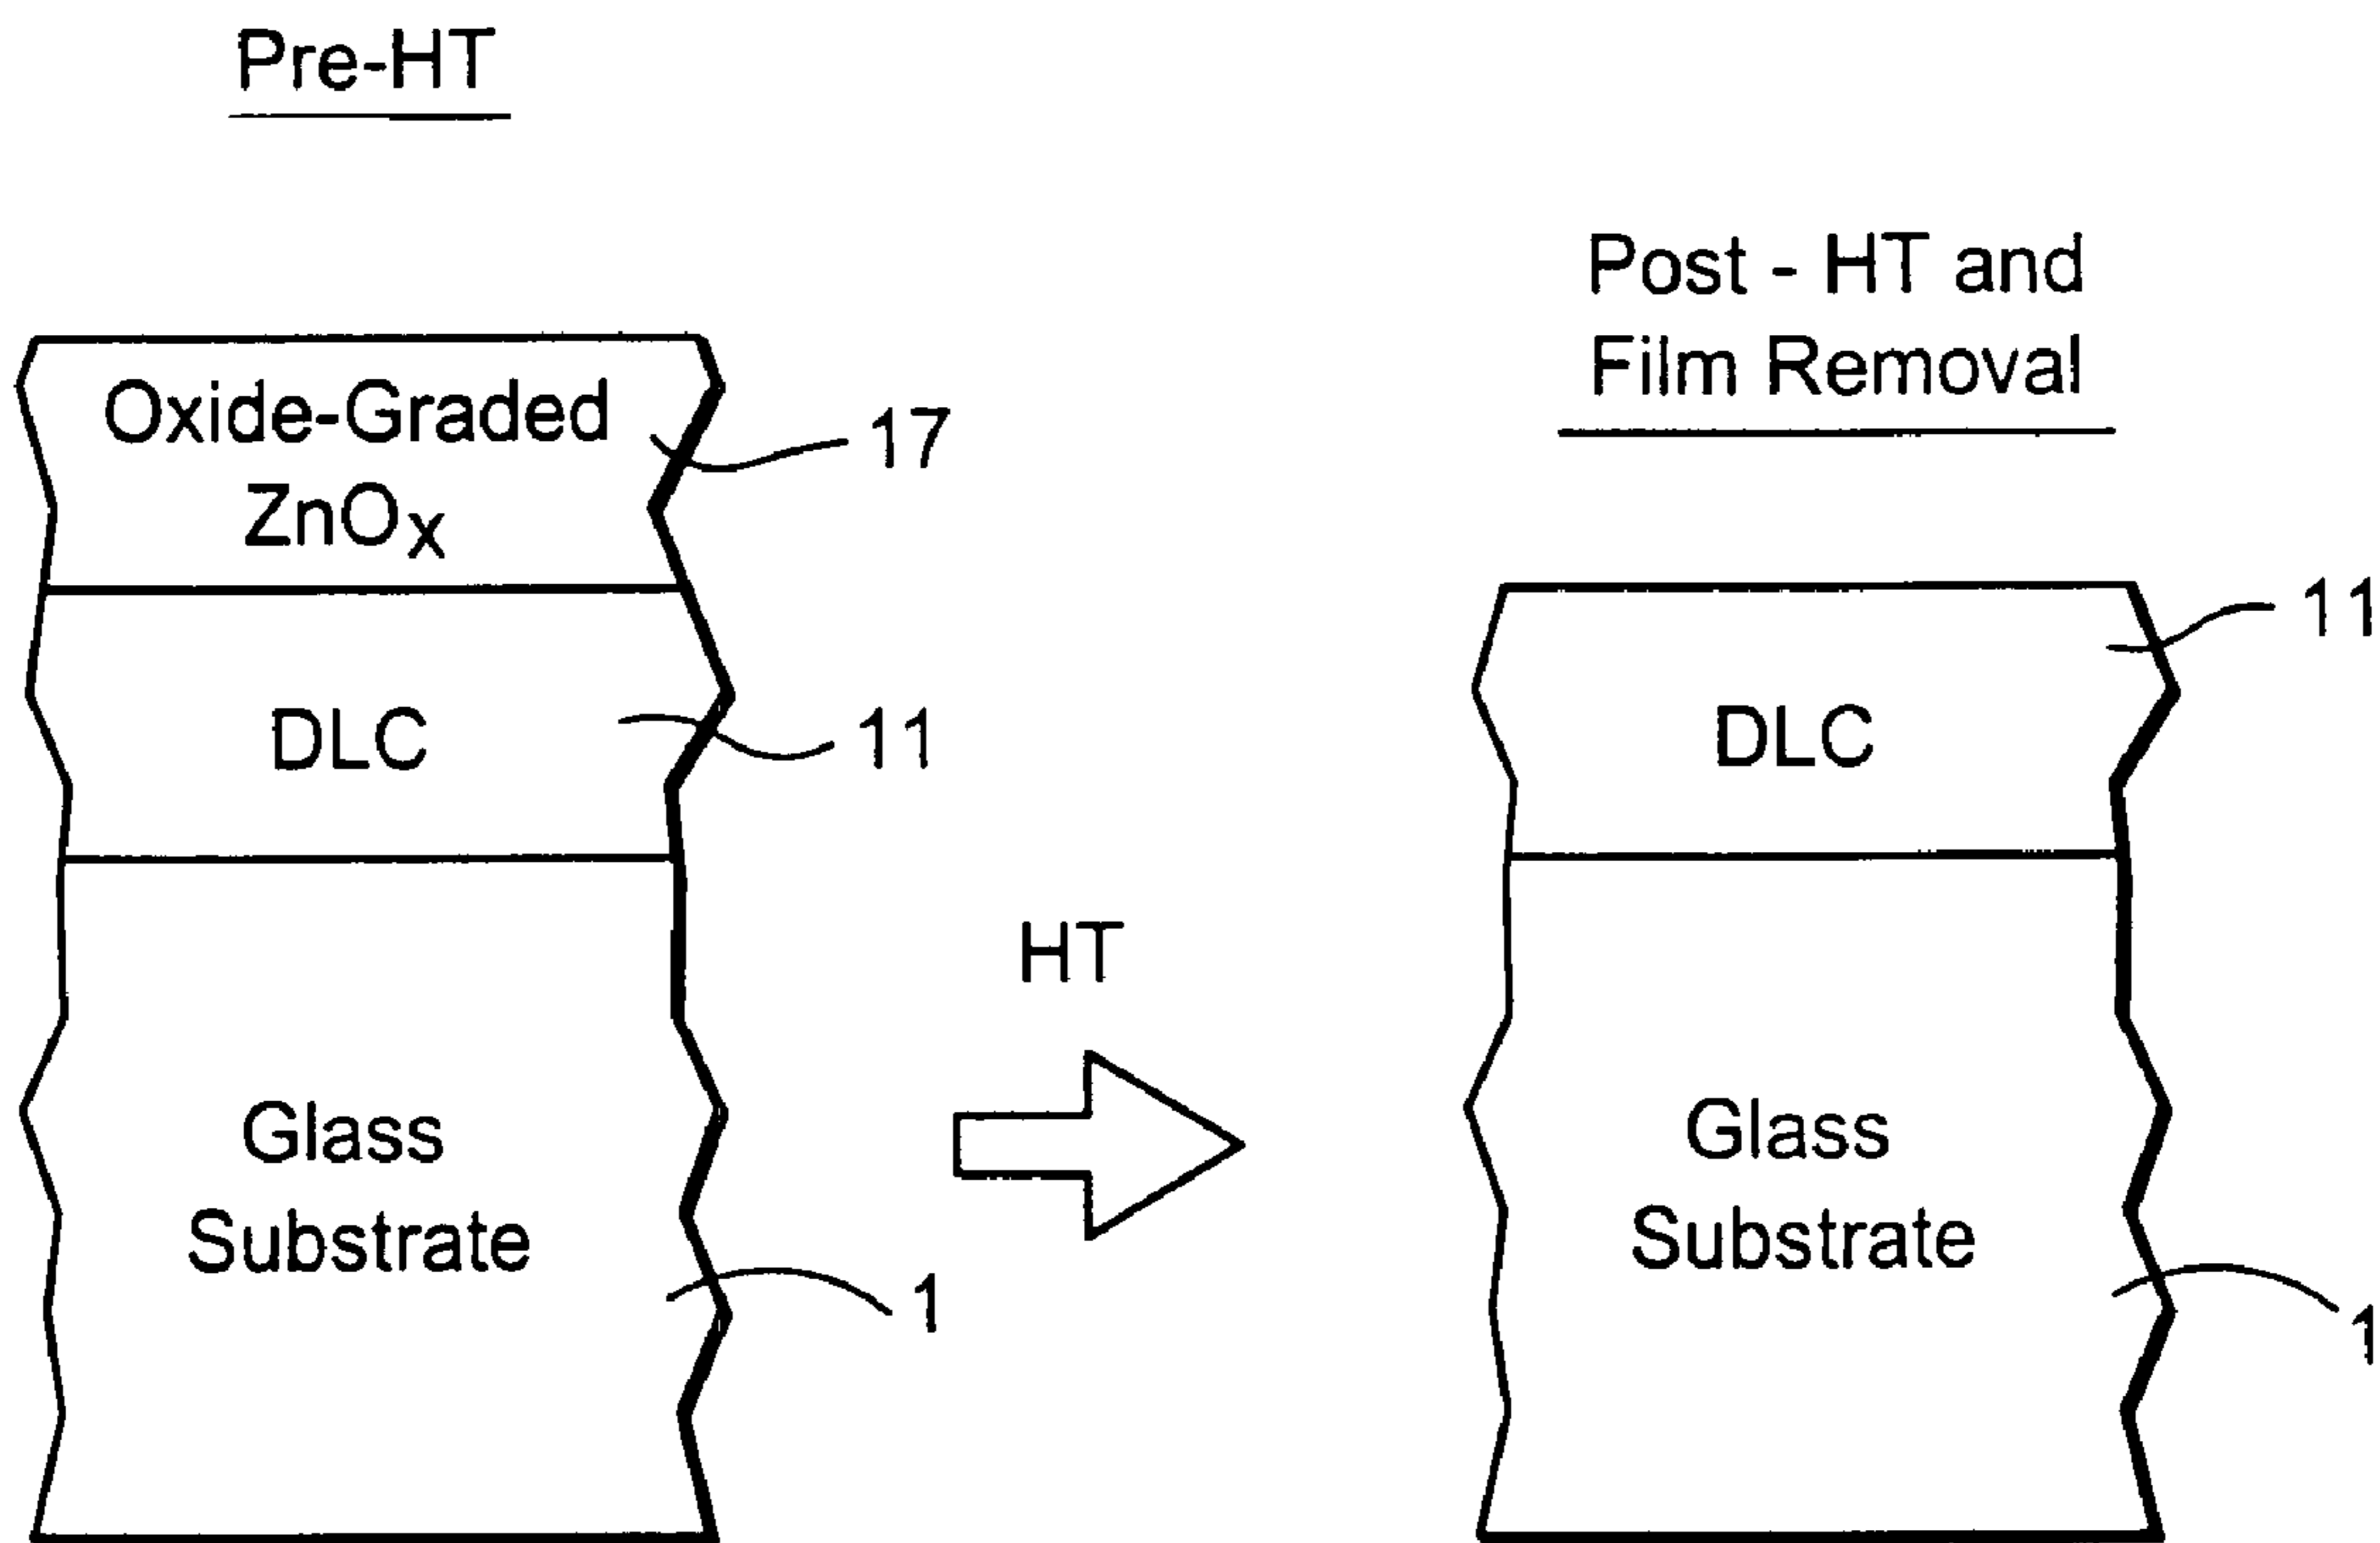 Pre-HT
Post - HT and
Film Removal
Oxide-Graded
ZnOx
17
DLC
11
Glass
Substrate
1
HT
11
DLC
Glass
Substrate
1